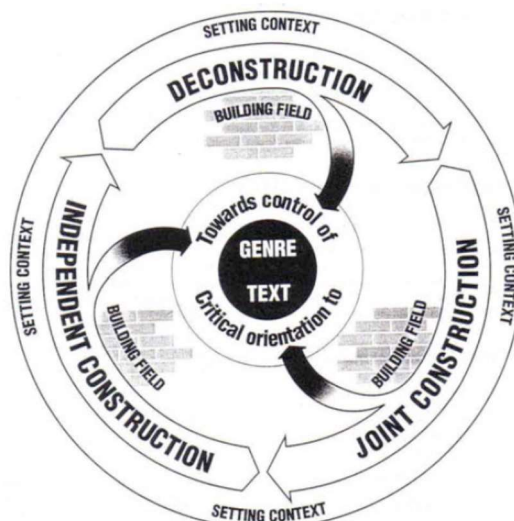 SETTING CONTEXT
DECONSTRUCTION
BUILDING FIELD
SETTING CONTEXT
INDEPENDENT CONSTRUCTION
BUILDING FIELD
Towards control of
GENRE
TEXT
Critical orientation to
BUILDING FIELD
JOINT CONSTRUCTION
SETTING CONTEXT
SETTING CONTEXT